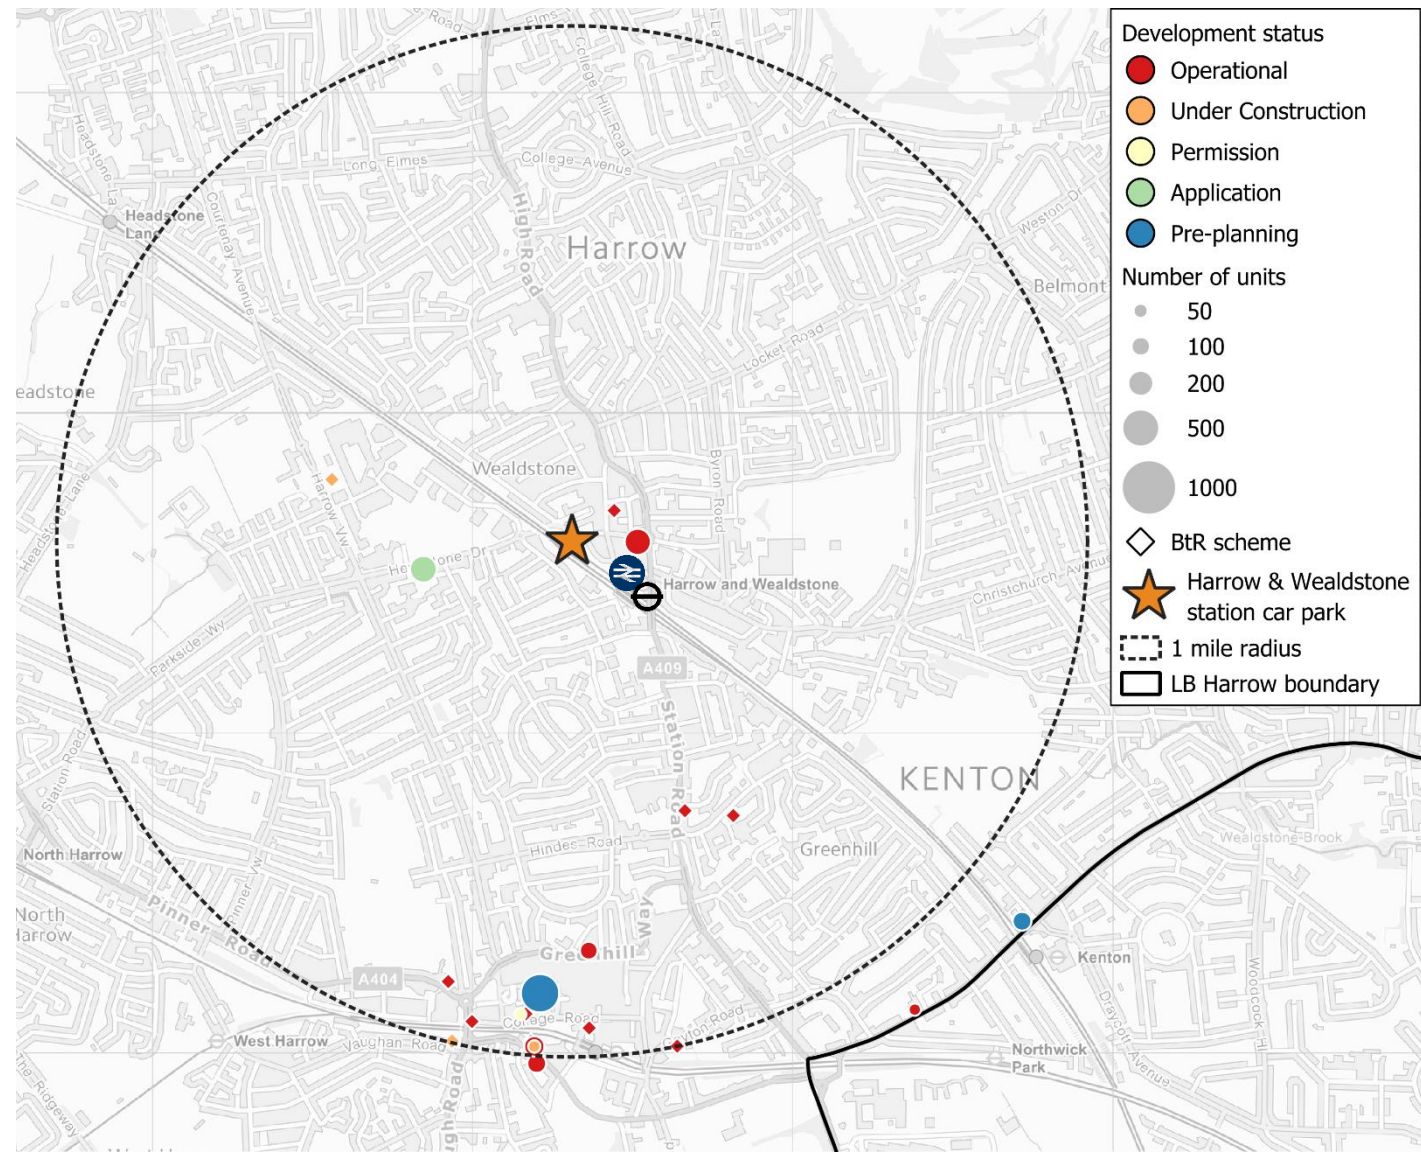 Development status
Operational
Under Construction
Permission
Application
Pre-planning
Number of units
50
100
200
500
1000
BtR scheme
Harrow & Wealdstone
station car park
1 mile radius
LB Harrow boundary
Long-Elmes
College-Avenue
College Hill Road
Headstone
Lane
Courtenay Avenue
High Road
Harrow
Weston-Dr
Belmont
Locket-Road
eadstone
Headstone Lane
Wealdstone
Byron-Road
Harrow Vw
Harrow and Wealdstone
Christchurch-Avenue
Parkside-Wy
A409
Station Road
Station-Road
KENTON
Wealdstone-Brook
North Harrow
Hindes-Road
Greenhill
Pinner-Vw
North
Harrow
Pinner-Road
Greenhill Way
A404
Kenton
College-Road
West Harrow
Vaughan-Road
Northwick
Park
Draycott-Avenue
Woodcock-Hi
The-Ridgeway